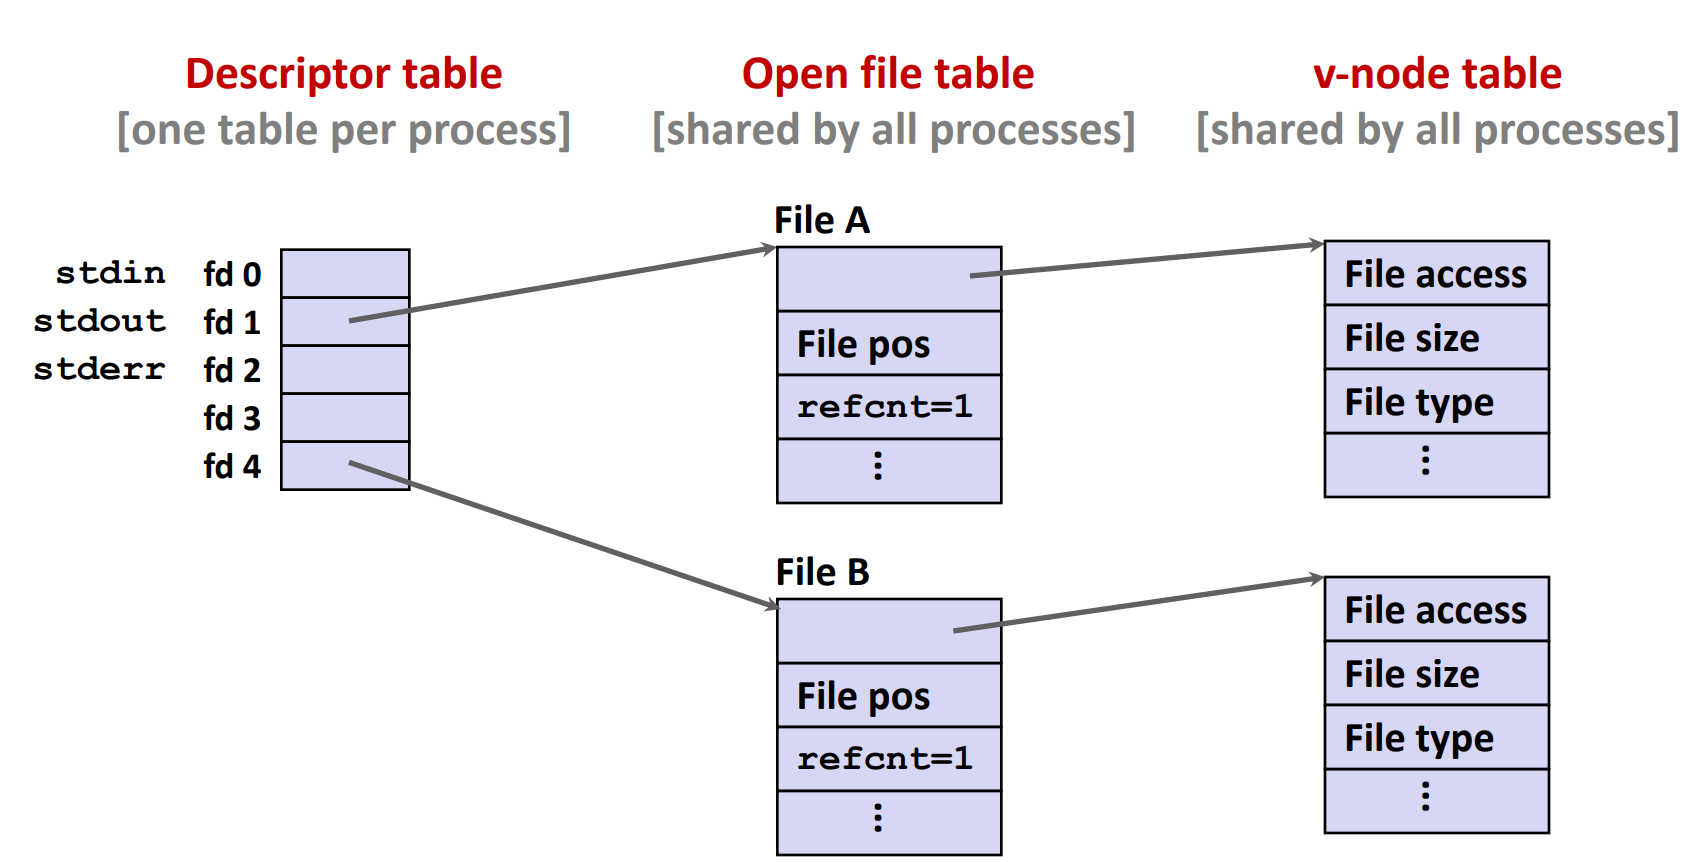 Descriptor table
[one table per process]
Open file table
[shared by all processes]
v-node table
[shared by all processes]
stdin fd 0
stdout fd 1
stderr fd 2
fd 3
fd 4
File A
File pos
refcnt=1
⋮
File access
File size
File type
⋮
File B
File pos
refcnt=1
⋮
File access
File size
File type
⋮